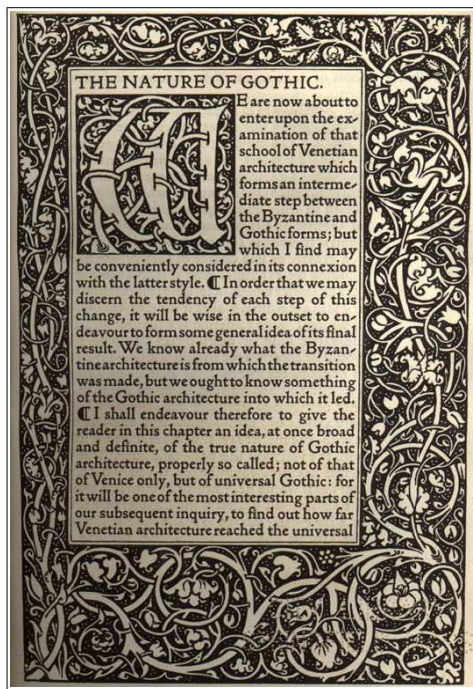 THE NATURE OF GOTHIC.
WE are now about to
enter upon the ex-
amination of that
school of Venetian
architecture which
forms an interme-
diate step between
the Byzantine and
Gothic forms; but
which I find may
be conveniently considered in its connexion
with the latter style. ❡ In order that we may
discern the tendency of each step of this
change, it will be wise in the outset to en-
deavour to form some general idea of its final
result. We know already what the Byzan-
tine architecture is from which the transition
was made, but we ought to know something
of the Gothic architecture into which it led.
❡ I shall endeavour therefore to give the
reader in this chapter an idea, at once broad
and definite, of the true nature of Gothic
architecture, properly so called; not of that
of Venice only, but of universal Gothic: for
it will be one of the most interesting parts of
our subsequent inquiry, to find out how far
Venetian architecture reached the universal